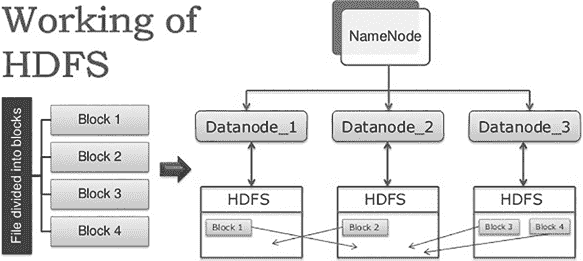 Working of
HDFS
NameNode
File divided into blocks
Block 1
Block 2
Block 3
Block 4
Datanode_1
Datanode_2
Datanode_3
HDFS
HDFS
HDFS
Block 1
Block 2
Block 3
Block 4